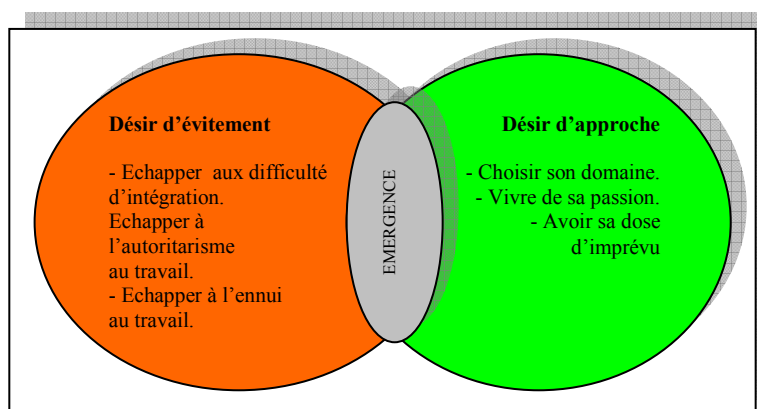 Désir d'évitement
- Echapper aux difficulté
d'intégration.
Echapper à
l'autoritarisme
au travail.
- Echapper à l'ennui
au travail.
EMERGENCE
Désir d'approche
- Choisir son domaine.
- Vivre de sa passion.
- Avoir sa dose
d'imprévu